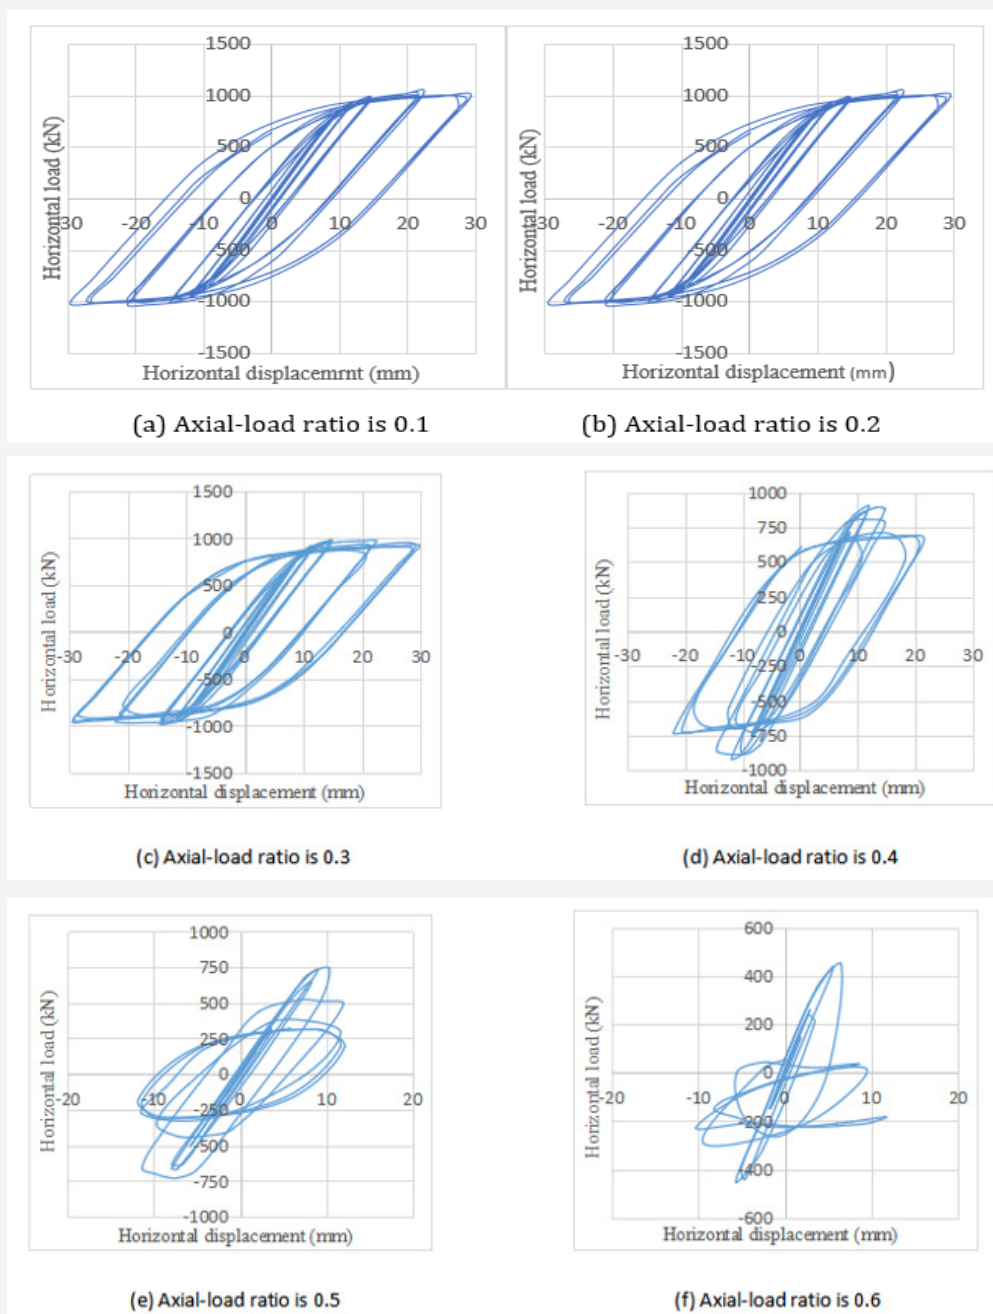 1500
1000
500
0
-30 -20 -10 0 10 20 30
-500
-1000
-1500
Horizontal load (kN)
Horizontal displacemrnt (mm)
1500
1000
500
0
-30 -20 -10 0 10 20 30
-500
-1000
-1500
Horizontal load (kN)
Horizontal displacement (mm)
(a) Axial-load ratio is 0.1
(b) Axial-load ratio is 0.2
1500
1000
500
0
-30 -20 -10 0 10 20 30
-500
-1000
-1500
Horizontal load (kN)
Horizontal displacement (mm)
1000
750
500
250
0
-30 -20 -10 0 10 20 30
-250
-500
-750
-1000
Horizontal load (kN)
Horizontal displacement (mm)
(c) Axial-load ratio is 0.3
(d) Axial-load ratio is 0.4
1000
750
500
250
0
-20 -10 0 10 20
-250
-500
-750
-1000
Horizontal load (kN)
Horizontal displacement (mm)
600
400
200
0
-20 -10 0 10 20
-200
-400
-600
Horizontal load (kN)
Horizontal displacement (mm)
(e) Axial-load ratio is 0.5
(f) Axial-load ratio is 0.6